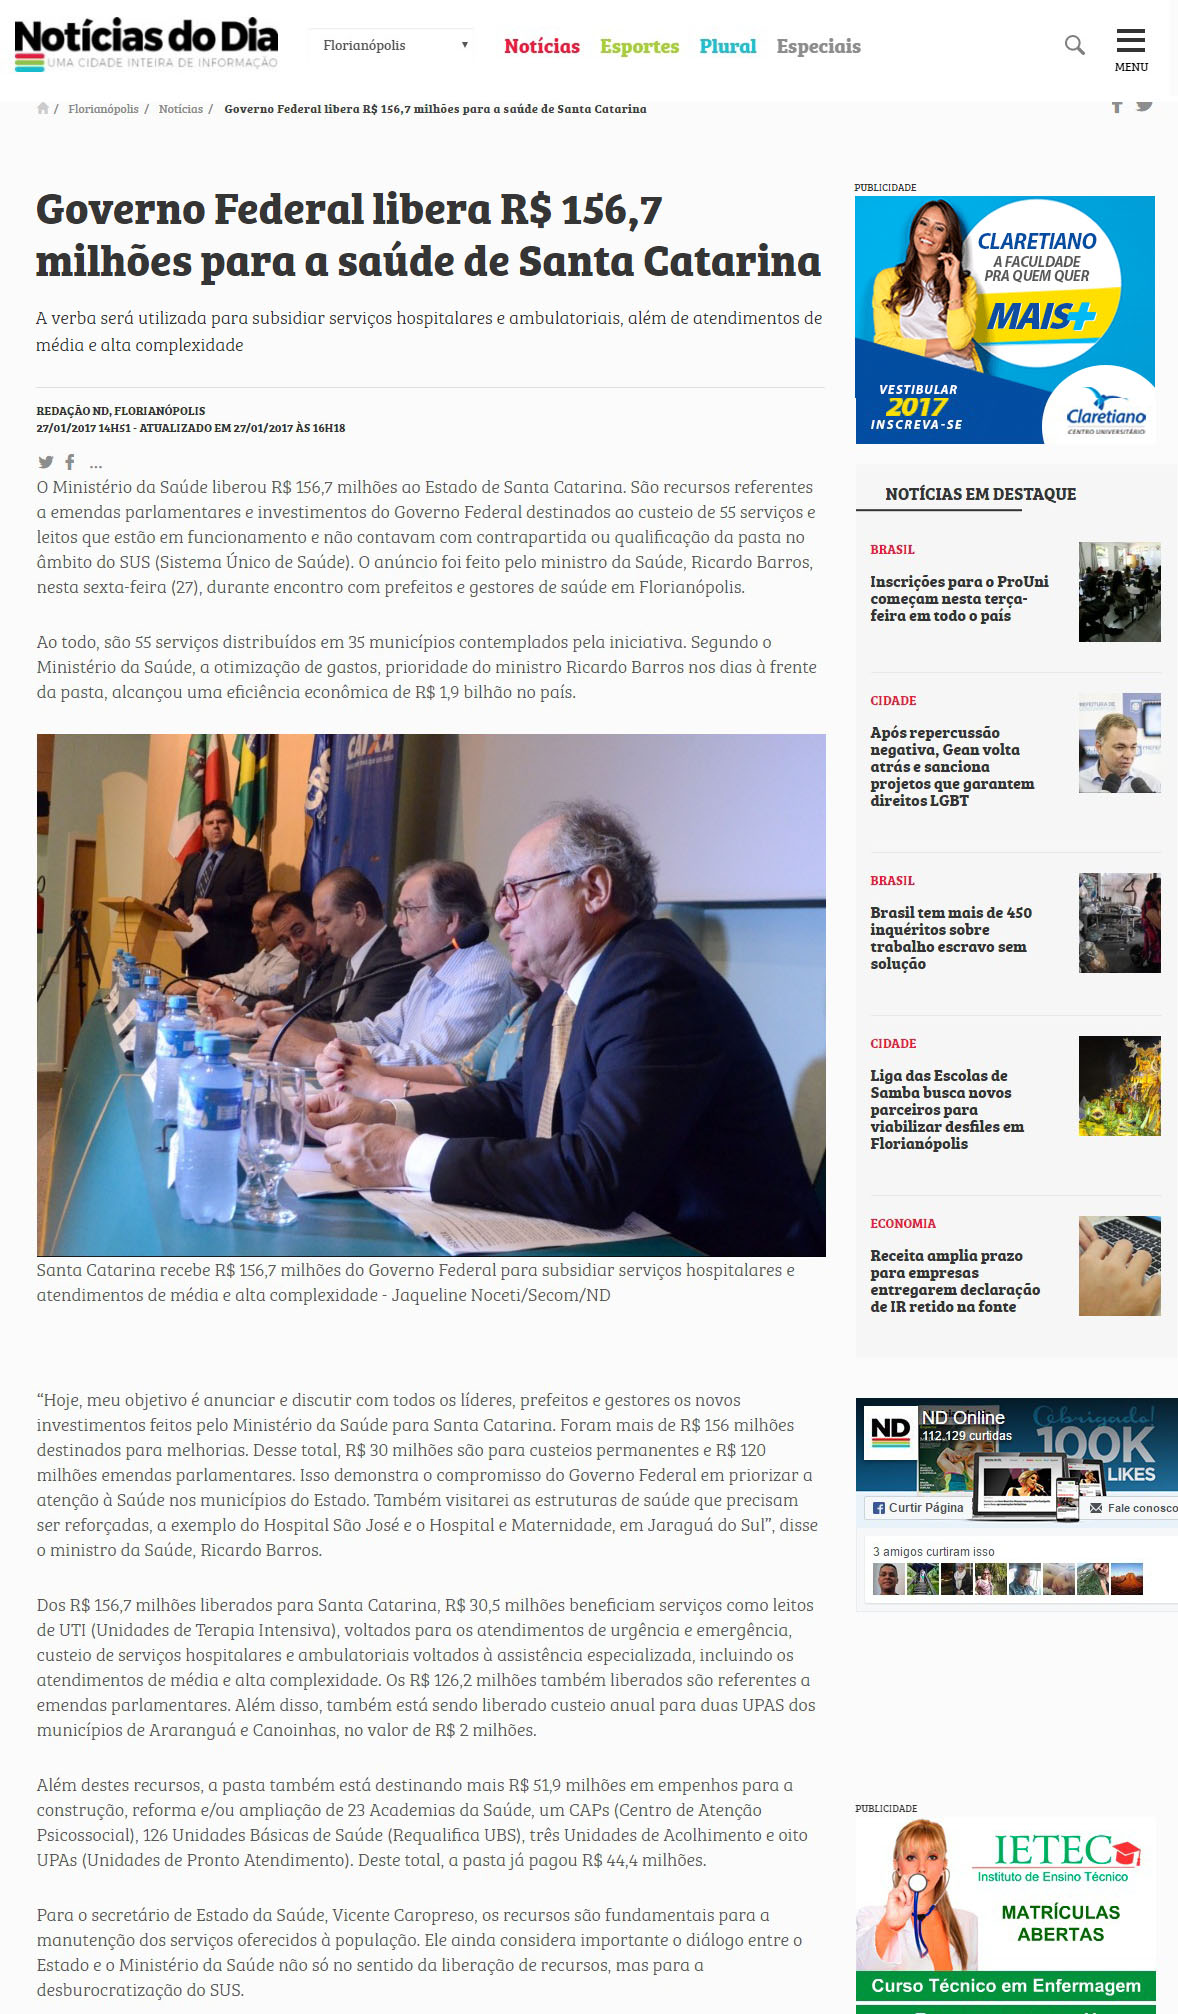 Notícias do Dia
UMA CIDADE INTEIRA DE INFORMAÇÃO
Florianópolis
Notícias Esportes Plural Especiais
MENU
/ Florianópolis / Notícias / Governo Federal libera R$ 156,7 milhões para a saúde de Santa Catarina
Governo Federal libera R$ 156,7
milhões para a saúde de Santa Catarina
A verba será utilizada para subsidiar serviços hospitalares e ambulatoriais, além de atendimentos de
média e alta complexidade
REDAÇÃO ND, FLORIANÓPOLIS
27/01/2017 14H51 - ATUALIZADO EM 27/01/2017 ÀS 16H18
...
O Ministério da Saúde liberou R$ 156,7 milhões ao Estado de Santa Catarina. São recursos referentes
a emendas parlamentares e investimentos do Governo Federal destinados ao custeio de 55 serviços e
leitos que estão em funcionamento e não contavam com contrapartida ou qualificação da pasta no
âmbito do SUS (Sistema Único de Saúde). O anúncio foi feito pelo ministro da Saúde, Ricardo Barros,
nesta sexta-feira (27), durante encontro com prefeitos e gestores de saúde em Florianópolis.
Ao todo, são 55 serviços distribuídos em 35 municípios contemplados pela iniciativa. Segundo o
Ministério da Saúde, a otimização de gastos, prioridade do ministro Ricardo Barros nos dias à frente
da pasta, alcançou uma eficiência econômica de R$ 1,9 bilhão no país.
CAIXA
Santa Catarina recebe R$ 156,7 milhões do Governo Federal para subsidiar serviços hospitalares e
atendimentos de média e alta complexidade - Jaqueline Noceti/Secom/ND
“Hoje, meu objetivo é anunciar e discutir com todos os líderes, prefeitos e gestores os novos
investimentos feitos pelo Ministério da Saúde para Santa Catarina. Foram mais de R$ 156 milhões
destinados para melhorias. Desse total, R$ 30 milhões são para custeios permanentes e R$ 120
milhões emendas parlamentares. Isso demonstra o compromisso do Governo Federal em priorizar a
atenção à Saúde nos municípios do Estado. Também visitarei as estruturas de saúde que precisam
ser reforçadas, a exemplo do Hospital São José e o Hospital e Maternidade, em Jaraguá do Sul”, disse
o ministro da Saúde, Ricardo Barros.
Dos R$ 156,7 milhões liberados para Santa Catarina, R$ 30,5 milhões beneficiam serviços como leitos
de UTI (Unidades de Terapia Intensiva), voltados para os atendimentos de urgência e emergência,
custeio de serviços hospitalares e ambulatoriais voltados à assistência especializada, incluindo os
atendimentos de média e alta complexidade. Os R$ 126,2 milhões também liberados são referentes a
emendas parlamentares. Além disso, também está sendo liberado custeio anual para duas UPAS dos
municípios de Araranguá e Canoinhas, no valor de R$ 2 milhões.
Além destes recursos, a pasta também está destinando mais R$ 51,9 milhões em empenhos para a
construção, reforma e/ou ampliação de 23 Academias da Saúde, um CAPs (Centro de Atenção
Psicossocial), 126 Unidades Básicas de Saúde (Requalifica UBS), três Unidades de Acolhimento e oito
UPAs (Unidades de Pronto Atendimento). Deste total, a pasta já pagou R$ 44,4 milhões.
Para o secretário de Estado da Saúde, Vicente Caropreso, os recursos são fundamentais para a
manutenção dos serviços oferecidos à população. Ele ainda considera importante o diálogo entre o
Estado e o Ministério da Saúde não só no sentido da liberação de recursos, mas para a
desburocratização do SUS.
PUBLICIDADE
CLARETIANO
A FACULDADE
PRA QUEM QUER
MAIS+
VESTIBULAR
2017
INSCREVA-SE
Claretiano
CENTRO UNIVERSITÁRIO
NOTÍCIAS EM DESTAQUE
BRASIL
Inscrições para o ProUni
começam nesta terça-
feira em todo o país
CIDADE
Após repercussão
negativa, Gean volta
atrás e sanciona
projetos que garantem
direitos LGBT
BRASIL
Brasil tem mais de 450
inquéritos sobre
trabalho escravo sem
solução
CIDADE
Liga das Escolas de
Samba busca novos
parceiros para
viabilizar desfiles em
Florianópolis
ECONOMIA
Receita amplia prazo
para empresas
entregarem declaração
de IR retido na fonte
ND
ND Online
112.129 curtidas
Obrigado!
100K
LIKES
Curtir Página
Fale conosco
3 amigos curtiram isso
PUBLICIDADE
IETEC
Instituto de Ensino Técnico
MATRÍCULAS
ABERTAS
Curso Técnico em Enfermagem